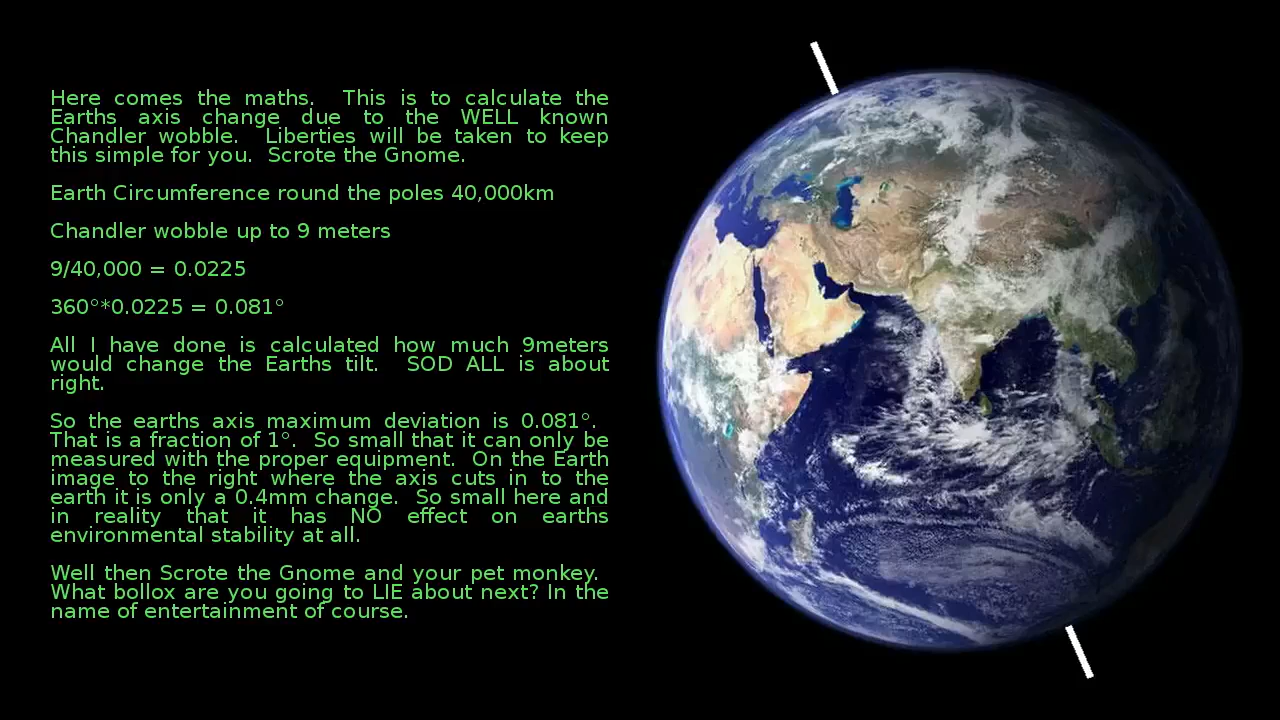 Here comes the maths.  This is to calculate the
Earths axis change due to the WELL known
Chandler wobble.  Liberties will be taken to keep
this simple for you.  Scrote the Gnome.
Earth Circumference round the poles 40,000km
Chandler wobble up to 9 meters
9/40,000 = 0.0225
360°*0.0225 = 0.081°
All I have done is calculated how much 9meters
would change the Earths tilt.  SOD ALL is about
right.
So the earths axis maximum deviation is 0.081°.
That is a fraction of 1°.  So small that it can only be
measured with the proper equipment.  On the Earth
image to the right where the axis cuts in to the
earth it is only a 0.4mm change.  So small here and
in reality that it has NO effect on earths
environmental stability at all.
Well then Scrote the Gnome and your pet monkey.
What bollox are you going to LIE about next? In the
name of entertainment of course.